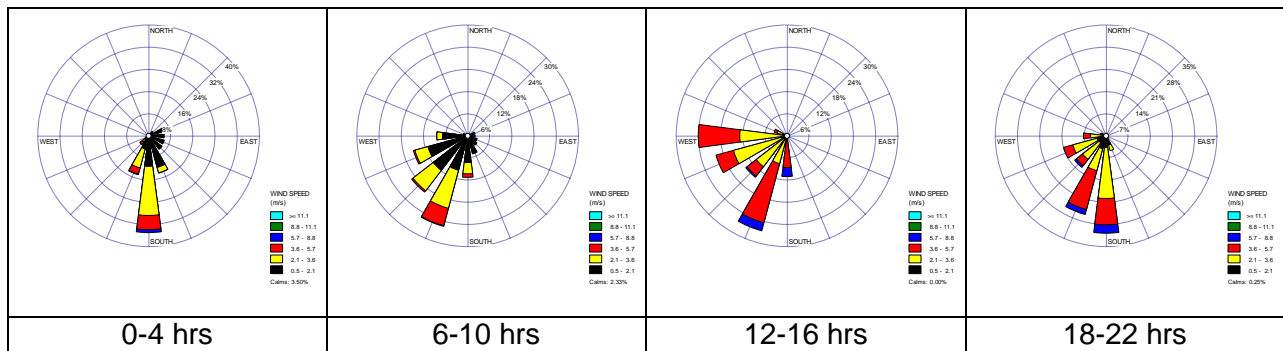 NORTH
40%
32%
24%
16%
8%
WEST
EAST
SOUTH
WIND SPEED
(m/s)
>= 11.1
8.8 - 11.1
5.7 - 8.8
3.6 - 5.7
2.1 - 3.6
0.5 - 2.1
Calms: 3.50%
0-4 hrs
NORTH
30%
24%
18%
12%
6%
WEST
EAST
SOUTH
WIND SPEED
(m/s)
>= 11.1
8.8 - 11.1
5.7 - 8.8
3.6 - 5.7
2.1 - 3.6
0.5 - 2.1
Calms: 2.33%
6-10 hrs
NORTH
30%
24%
18%
12%
6%
WEST
EAST
SOUTH
WIND SPEED
(m/s)
>= 11.1
8.8 - 11.1
5.7 - 8.8
3.6 - 5.7
2.1 - 3.6
0.5 - 2.1
Calms: 0.00%
12-16 hrs
NORTH
35%
28%
21%
14%
7%
WEST
EAST
SOUTH
WIND SPEED
(m/s)
>= 11.1
8.8 - 11.1
5.7 - 8.8
3.6 - 5.7
2.1 - 3.6
0.5 - 2.1
Calms: 0.25%
18-22 hrs